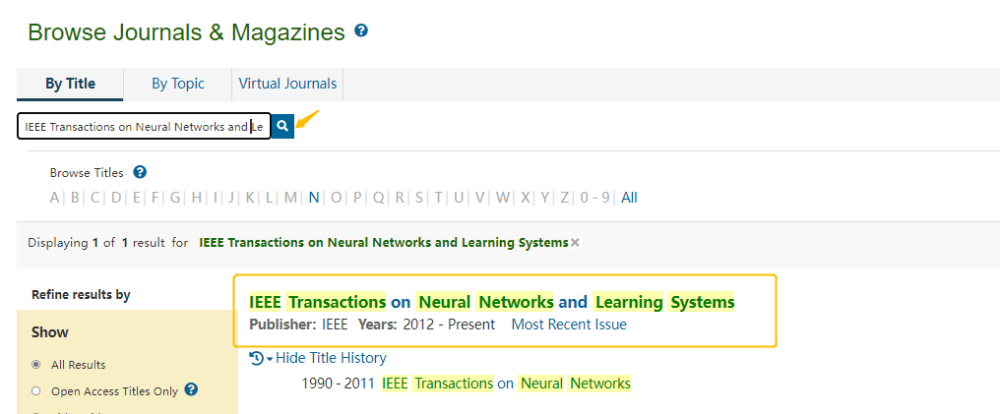 Browse Journals & Magazines ?
By Title By Topic Virtual Journals
IEEE Transactions on Neural Networks and Le
Browse Titles ?
A| B| C| D| E| F| G| H| I| J| K| L| M| N| O| P| Q| R| S| T| U| V| W| X| Y| Z| 0 - 9| All
Displaying 1 of 1 result for IEEE Transactions on Neural Networks and Learning Systems ×
Refine results by
Show
All Results
Open Access Titles Only ?
IEEE Transactions on Neural Networks and Learning Systems
Publisher: IEEE Years: 2012 - Present Most Recent Issue
Hide Title History
1990 - 2011 IEEE Transactions on Neural Networks